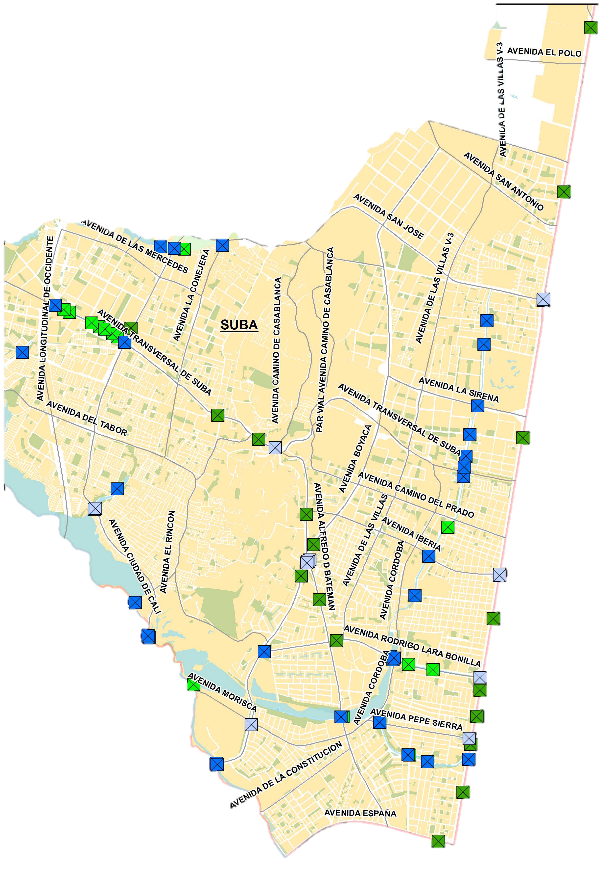 AVENIDA EL POLO
AVENIDA DE LAS VILLAS V-3
AVENIDA SAN ANTONIO
AVENIDA SAN JOSE
AVENIDA DE LAS MERCEDES
AVENIDA LONGITUDINAL DE OCCIDENTE
AVENIDA LA CONEJERA
SUBA
AVENIDA CAMINO DE CASABLANCA
PAR VIAL AVENIDA CAMINO DE CASABLANCA
AVENIDA DE LAS VILLAS V-3
AVENIDA TRANSVERSAL DE SUBA
AVENIDA LA SIRENA
AVENIDA TRANSVERSAL DE SUBA
AVENIDA DEL TABOR
AVENIDA BOYACA
AVENIDA CAMINO DEL PRADO
AVENIDA CIUDAD DE CALI
AVENIDA EL RINCON
AVENIDA ALFREDO D BATEMAN
AVENIDA DE LAS VILLAS
AVENIDA IBERIA
AVENIDA CORDOBA
AVENIDA RODRIGO LARA BONILLA
AVENIDA MORISCA
AVENIDA CORDOBA
AVENIDA PEPE SIERRA
AVENIDA DE LA CONSTITUCION
AVENIDA ESPAÑA